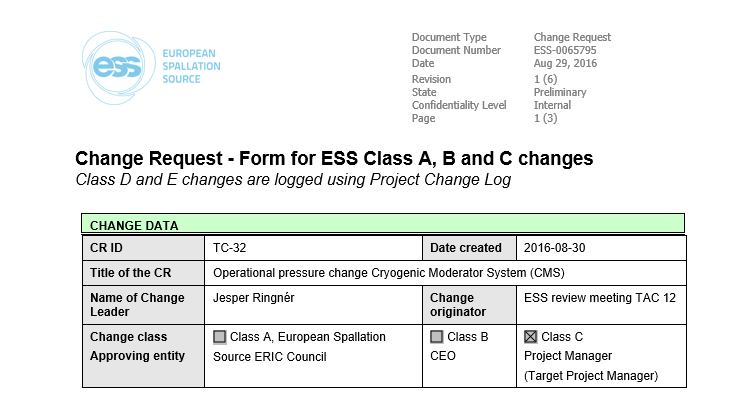 ess
EUROPEAN
SPALLATION
SOURCE
Document Type Change Request
Document Number ESS-0065795
Date Aug 29, 2016
Revision 1 (6)
State Preliminary
Confidentiality Level Internal
Page 1 (3)
Change Request - Form for ESS Class A, B and C changes
Class D and E changes are logged using Project Change Log
CHANGE DATA
CR ID TC-32 Date created 2016-08-30
Title of the CR Operational pressure change Cryogenic Moderator System (CMS)
Name of Change Jesper Ringnér Change ESS review meeting TAC 12
Leader originator
Change class ☐ Class A, European Spallation ☐ Class B ☒ Class C
Approving entity Source ERIC Council CEO Project Manager
(Target Project Manager)